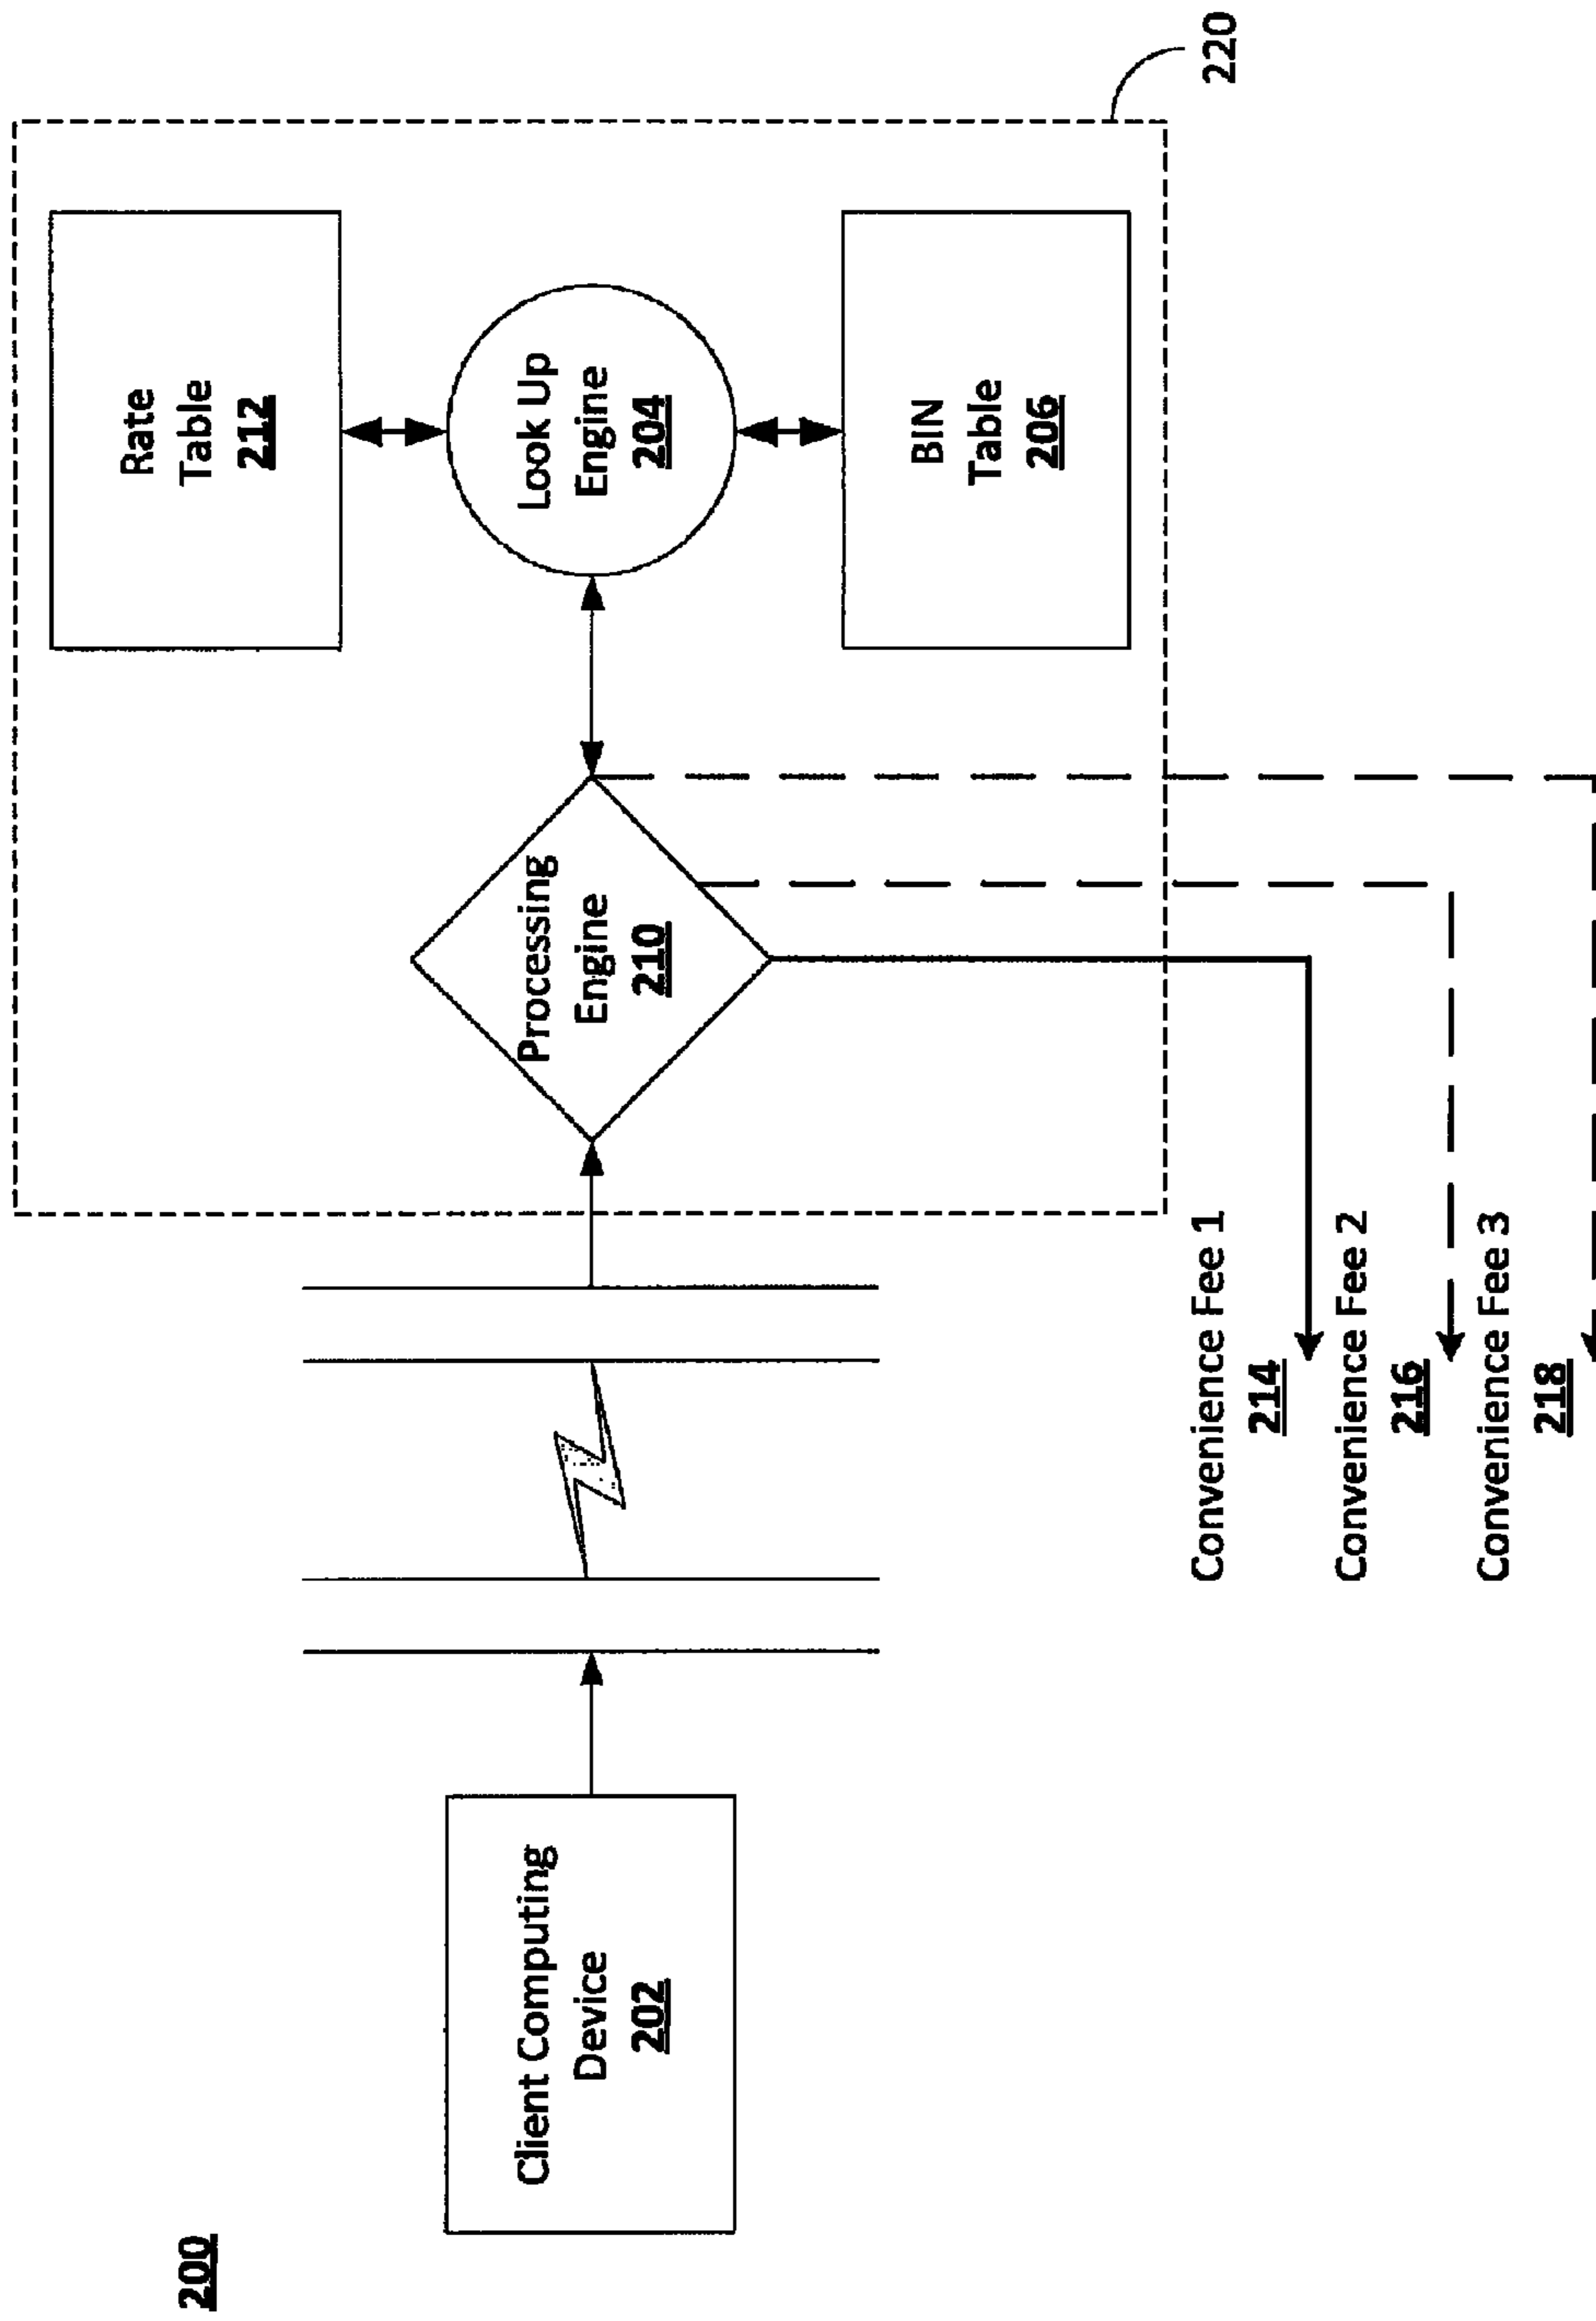 200
Client Computing
Device
202
Processing
Engine
210
Look Up
Engine
204
Rate
Table
212
BIN
Table
206
220
Convenience Fee 1
214
Convenience Fee 2
216
Convenience Fee 3
218